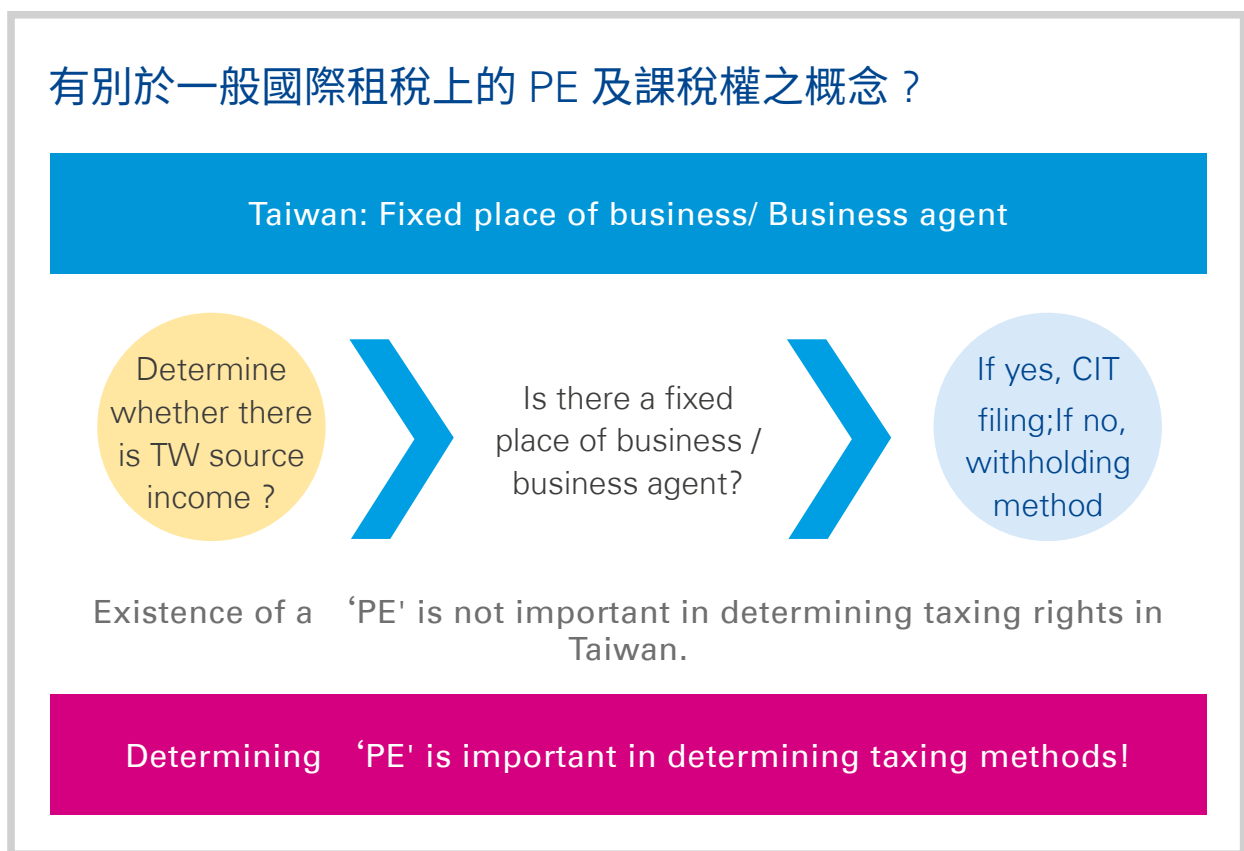 有別於一般國際租稅上的 PE 及課稅權之概念？
Taiwan: Fixed place of business/ Business agent
Determine
whether there
is TW source
income ?
Is there a fixed
place of business /
business agent?
If yes, CIT
filing;If no,
withholding
method
Existence of a ‘PE' is not important in determining taxing rights in
Taiwan.
Determining ‘PE' is important in determining taxing methods!